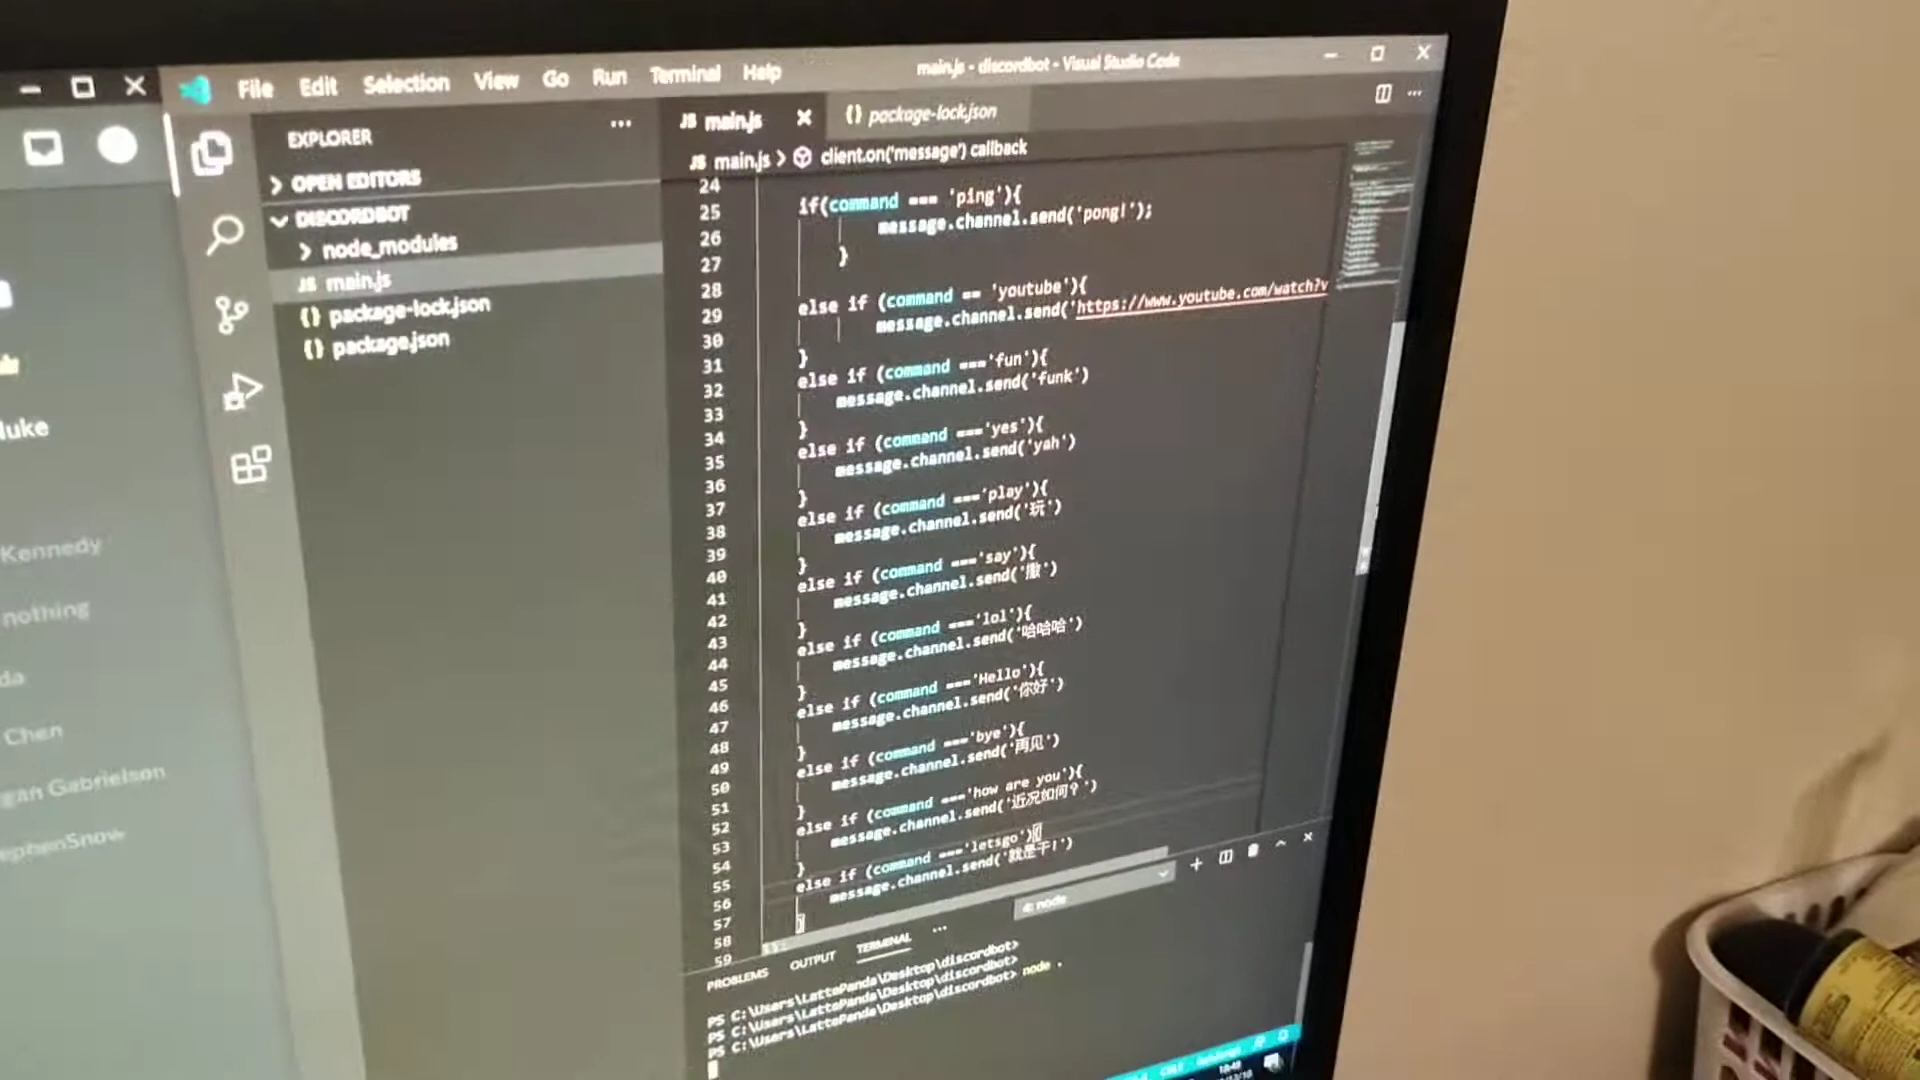 File Edit Selection View Go Run Terminal Help
main.js - discordbot - Visual Studio Code
EXPLORER
OPEN EDITORS
DISCORDBOT
node_modules
JS main.js
{} package-lock.json
{} package.json
JS main.js
{} package-lock.json
JS main.js > client.on('message') callback
24
25 if(command === 'ping'){
26 message.channel.send('pong!');
27 }
28
29 else if (command == 'youtube'){
30 message.channel.send('https://www.youtube.com/watch?v
31 }
32 else if (command ==='fun'){
33 message.channel.send('funk')
34 }
35 else if (command ==='yes'){
36 message.channel.send('yah')
37 }
38 else if (command ==='play'){
39 message.channel.send('玩')
40 }
41 else if (command ==='say'){
42 message.channel.send('撒')
43 }
44 else if (command ==='lol'){
45 message.channel.send('哈哈哈')
46 }
47 else if (command ==='Hello'){
48 message.channel.send('你好')
49 }
50 else if (command ==='bye'){
51 message.channel.send('再见')
52 }
53 else if (command ==='how are you'){
54 message.channel.send('近况如何？')
55 }
56 else if (command ==='letsgo'){
57 message.channel.send('就是干!')
58 }
59
4: node
PROBLEMS OUTPUT TERMINAL ...
PS C:\Users\LattePanda\Desktop\discordbot>
PS C:\Users\LattePanda\Desktop\discordbot>
PS C:\Users\LattePanda\Desktop\discordbot> node .
luke
Kennedy
nothing
da
Chen
gan Gabrielson
ephenSnow